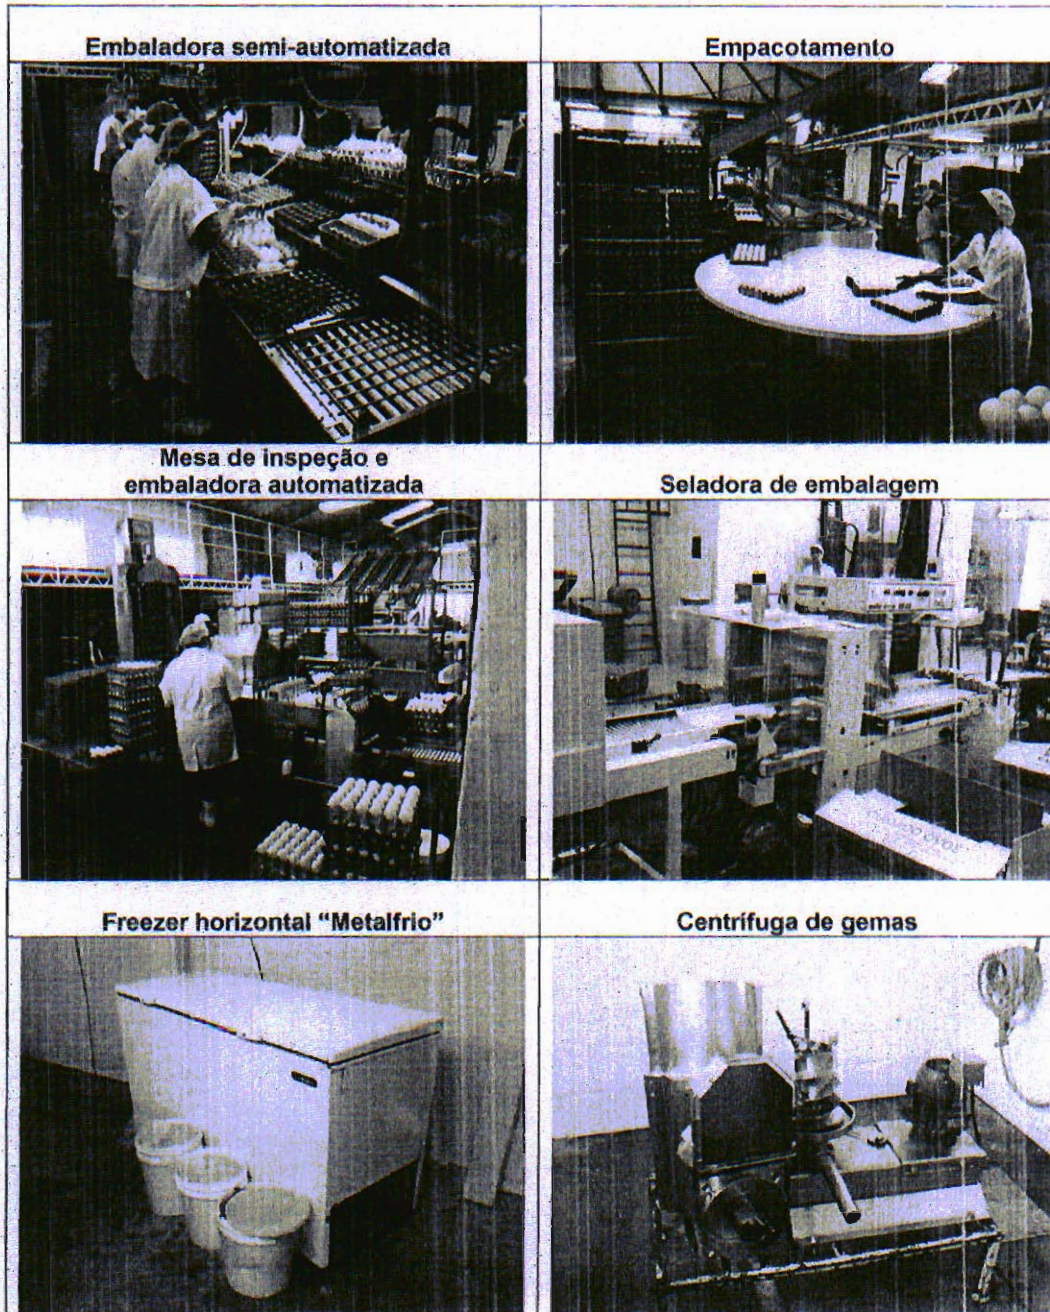 Embaladora semi-automatizada
Empacotamento
Mesa de inspeção e
embaladora automatizada
Seladora de embalagem
Freezer horizontal “Metalfrio”
Centrífuga de gemas